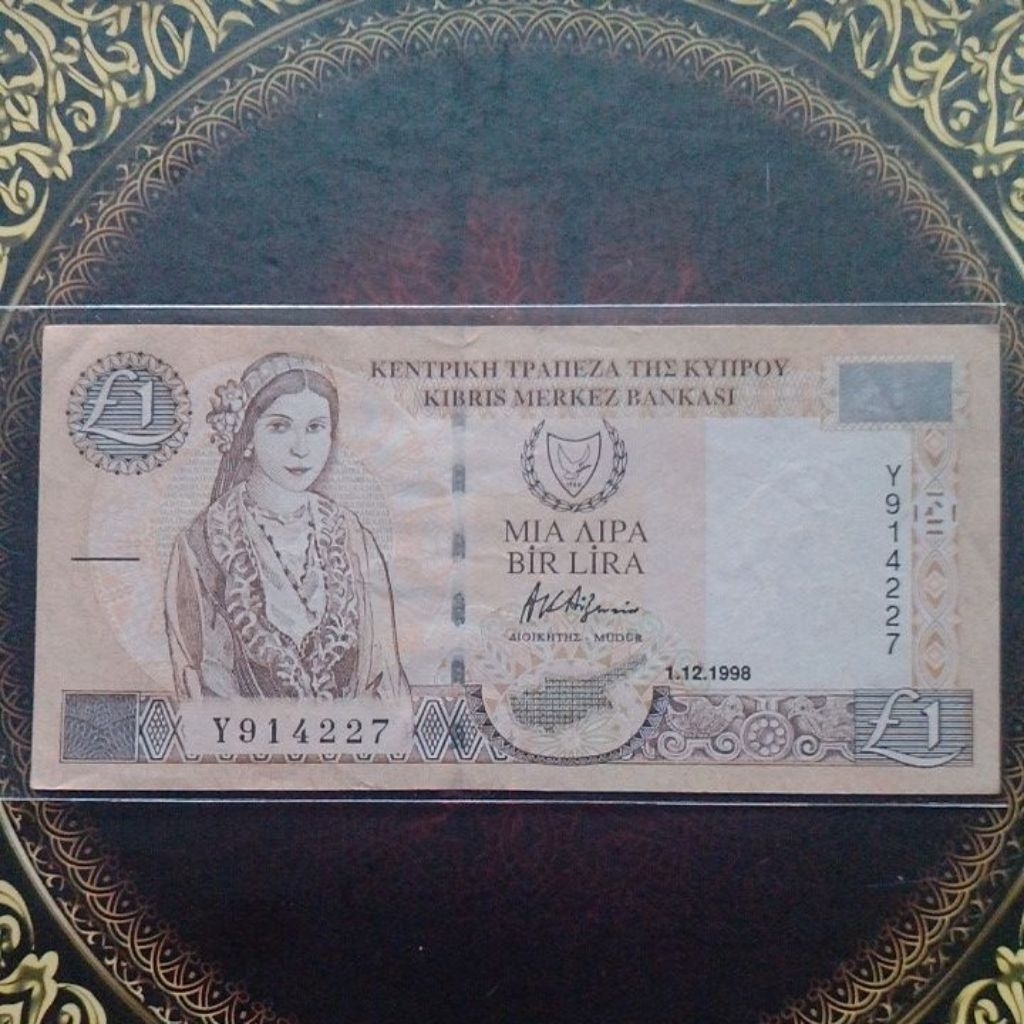 £1
ΚΕΝΤΡΙΚΗ ΤΡΑΠΕΖΑ ΤΗΣ ΚΥΠΡΟΥ
KIBRIS MERKEZ BANKASI
ΜΙΑ ΛΙΡΑ
BİR LİRA
ΔΙΟΙΚΗΤΗΣ - MÜDÜR
1.12.1998
Y914227
Y914227
£1